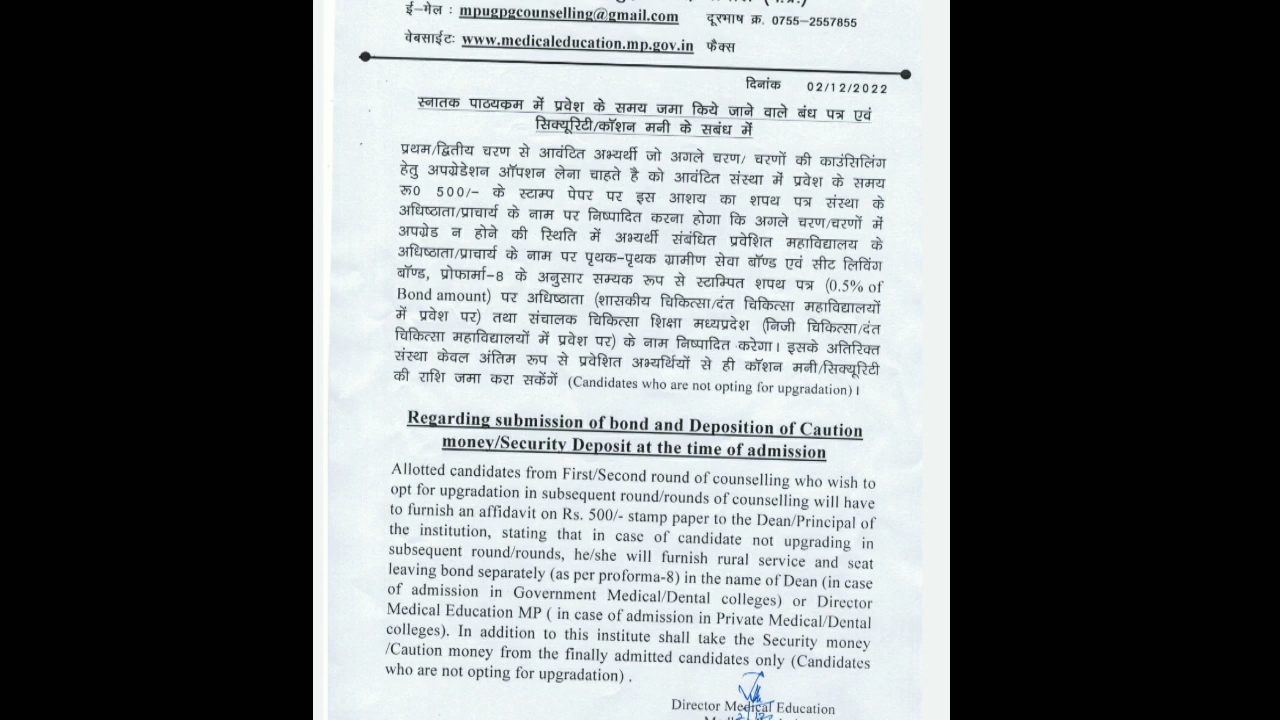 ई–मेल : mpugpgcounselling@gmail.com दूरभाष क्र. 0755–2557855
वेबसाईटः www.medicaleducation.mp.gov.in फैक्स
दिनांक 02/12/2022
स्नातक पाठ्यक्रम में प्रवेश के समय जमा किये जाने वाले बंध पत्र एवं
सिक्यूरिटी/कॉशन मनी के सबंध में
प्रथम/द्वितीय चरण से आवंटित अभ्यर्थी जो अगले चरण/ चरणों की काउंसिलिंग
हेतु अपग्रेडेशन ऑपशन लेना चाहते है को आवंटित संस्था में प्रवेश के समय
रू0 500/– के स्टाम्प पेपर पर इस आशय का शपथ पत्र संस्था के
अधिष्ठाता/प्राचार्य के नाम पर निष्पादित करना होगा कि अगले चरण/चरणों में
अपग्रेड न होने की स्थिति में अभ्यर्थी संबंधित प्रवेशित महाविद्यालय के
अधिष्ठाता/प्राचार्य के नाम पर पृथक–पृथक ग्रामीण सेवा बॉण्ड एवं सीट लिविंग
बॉण्ड, प्रोफार्मा–8 के अनुसार सम्यक रूप से स्टाम्पित शपथ पत्र (0.5% of
Bond amount) पर अधिष्ठाता (शासकीय चिकित्सा/दंत चिकित्सा महाविद्यालयों
में प्रवेश पर) तथा संचालक चिकित्सा शिक्षा मध्यप्रदेश (निजी चिकित्सा/दंत
चिकित्सा महाविद्यालयों में प्रवेश पर) के नाम निष्पादित करेगा। इसके अतिरिक्त
संस्था केवल अंतिम रूप से प्रवेशित अभ्यर्थियों से ही कॉशन मनी/सिक्यूरिटी
की राशि जमा करा सकेगें (Candidates who are not opting for upgradation)।
Regarding submission of bond and Deposition of Caution
money/Security Deposit at the time of admission
Allotted candidates from First/Second round of counselling who wish to
opt for upgradation in subsequent round/rounds of counselling will have
to furnish an affidavit on Rs. 500/- stamp paper to the Dean/Principal of
the institution, stating that in case of candidate not upgrading in
subsequent round/rounds, he/she will furnish rural service and seat
leaving bond separately (as per proforma-8) in the name of Dean (in case
of admission in Government Medical/Dental colleges) or Director
Medical Education MP ( in case of admission in Private Medical/Dental
colleges). In addition to this institute shall take the Security money
/Caution money from the finally admitted candidates only (Candidates
who are not opting for upgradation) .
Director Medical Education